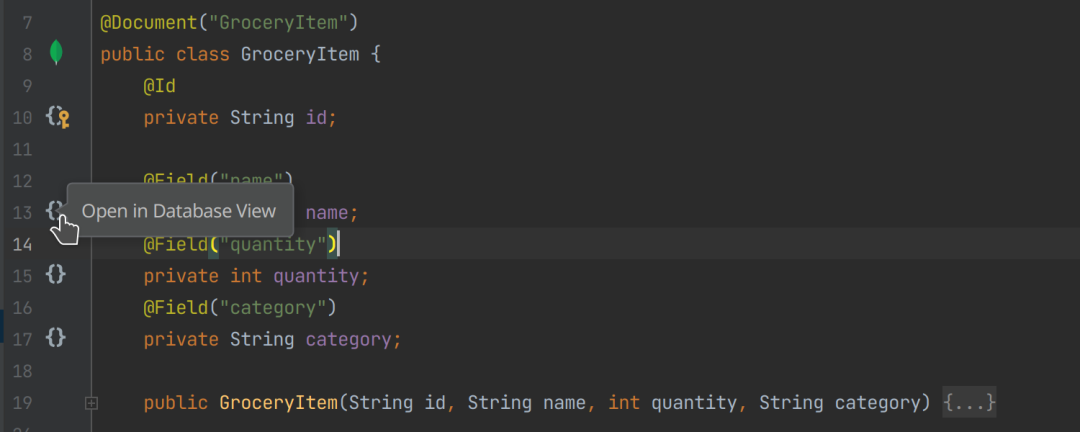 7 @Document("GroceryItem")
8 public class GroceryItem {
9 @Id
10 private String id;
11
12 @Field("name")
13 name;
Open in Database View
14 @Field("quantity")
15 private int quantity;
16 @Field("category")
17 private String category;
18
19 public GroceryItem(String id, String name, int quantity, String category) {...}